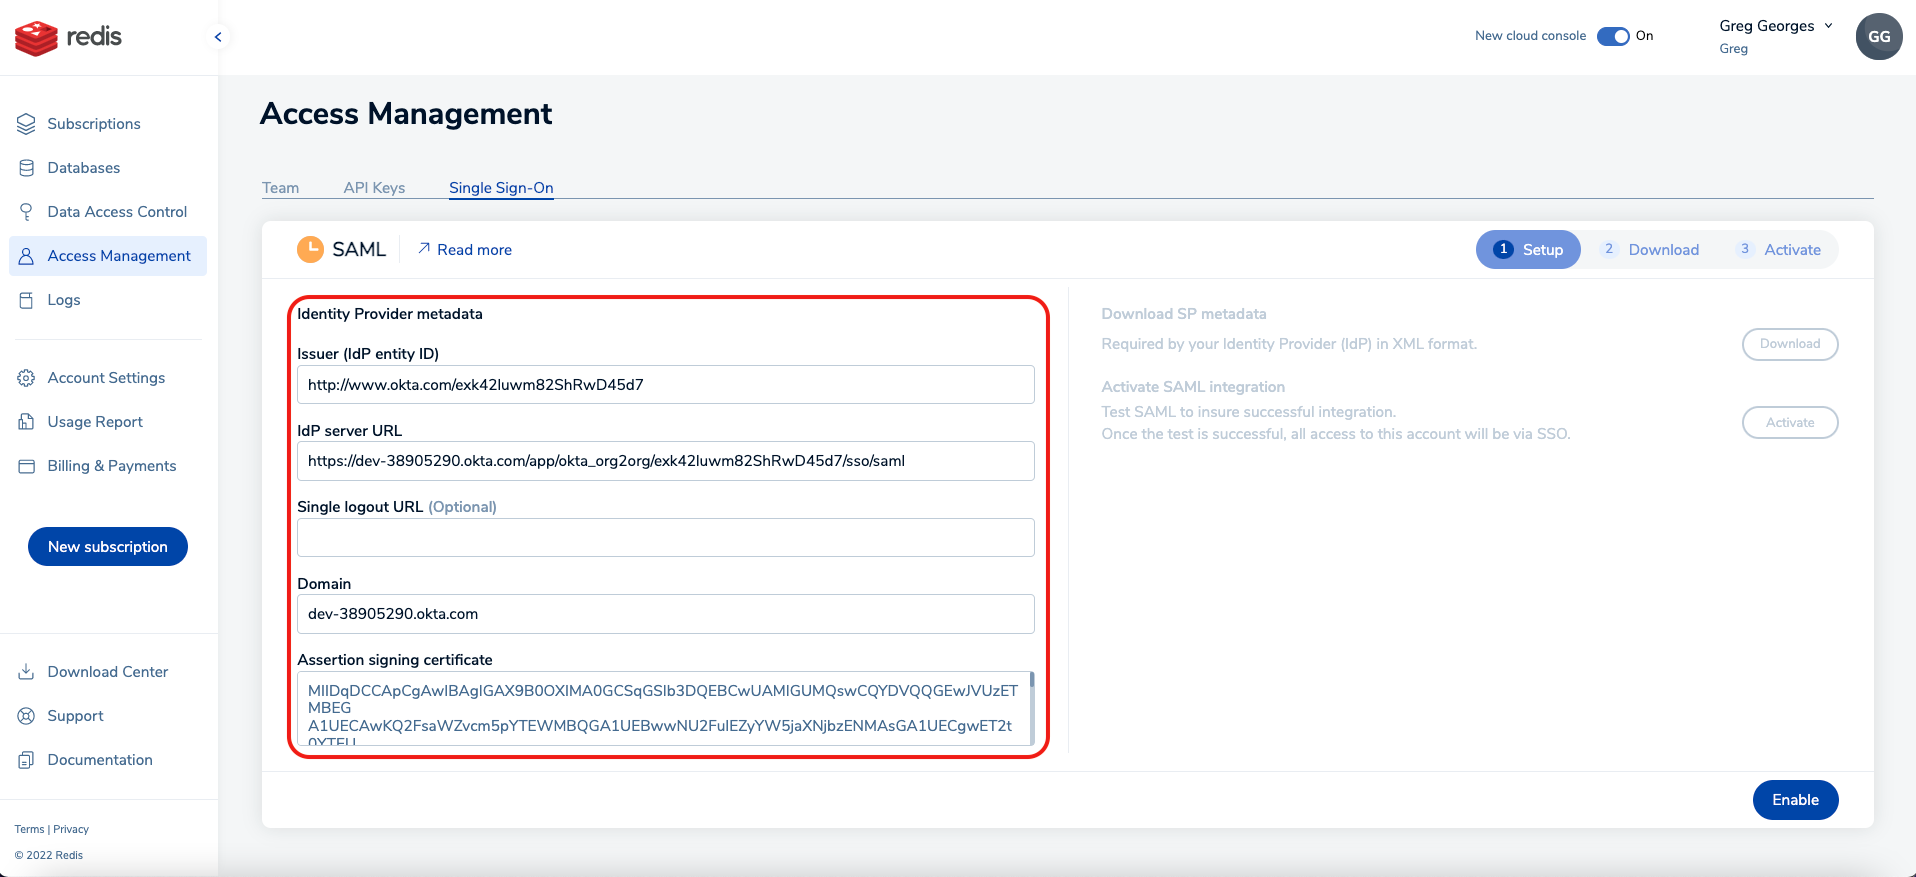 redis
New cloud console
On
Greg Georges
Greg
GG
Subscriptions
Databases
Data Access Control
Access Management
Logs
Account Settings
Usage Report
Billing & Payments
New subscription
Download Center
Support
Documentation
Terms | Privacy
© 2022 Redis
Access Management
Team
API Keys
Single Sign-On
SAML
Read more
1 Setup
2 Download
3 Activate
Identity Provider metadata
Issuer (IdP entity ID)
http://www.okta.com/exk42luwm82ShRwD45d7
IdP server URL
https://dev-38905290.okta.com/app/okta_org2org/exk42luwm82ShRwD45d7/sso/saml
Single logout URL (Optional)
Domain
dev-38905290.okta.com
Assertion signing certificate
MIIDqDCCApCgAwIBAgIGAX9B0OXIMA0GCSqGSIb3DQEBCwUAMIGUMQswCQYDVQQGEwJVUzET
MBEG
A1UECAwKQ2FsaWZvcm5pYTEWMBQGA1UEBwwNU2FuIEZyYW5jaXNjbzENMAsGA1UECgwET2t
Download SP metadata
Required by your Identity Provider (IdP) in XML format.
Download
Activate SAML integration
Test SAML to insure successful integration.
Once the test is successful, all access to this account will be via SSO.
Activate
Enable